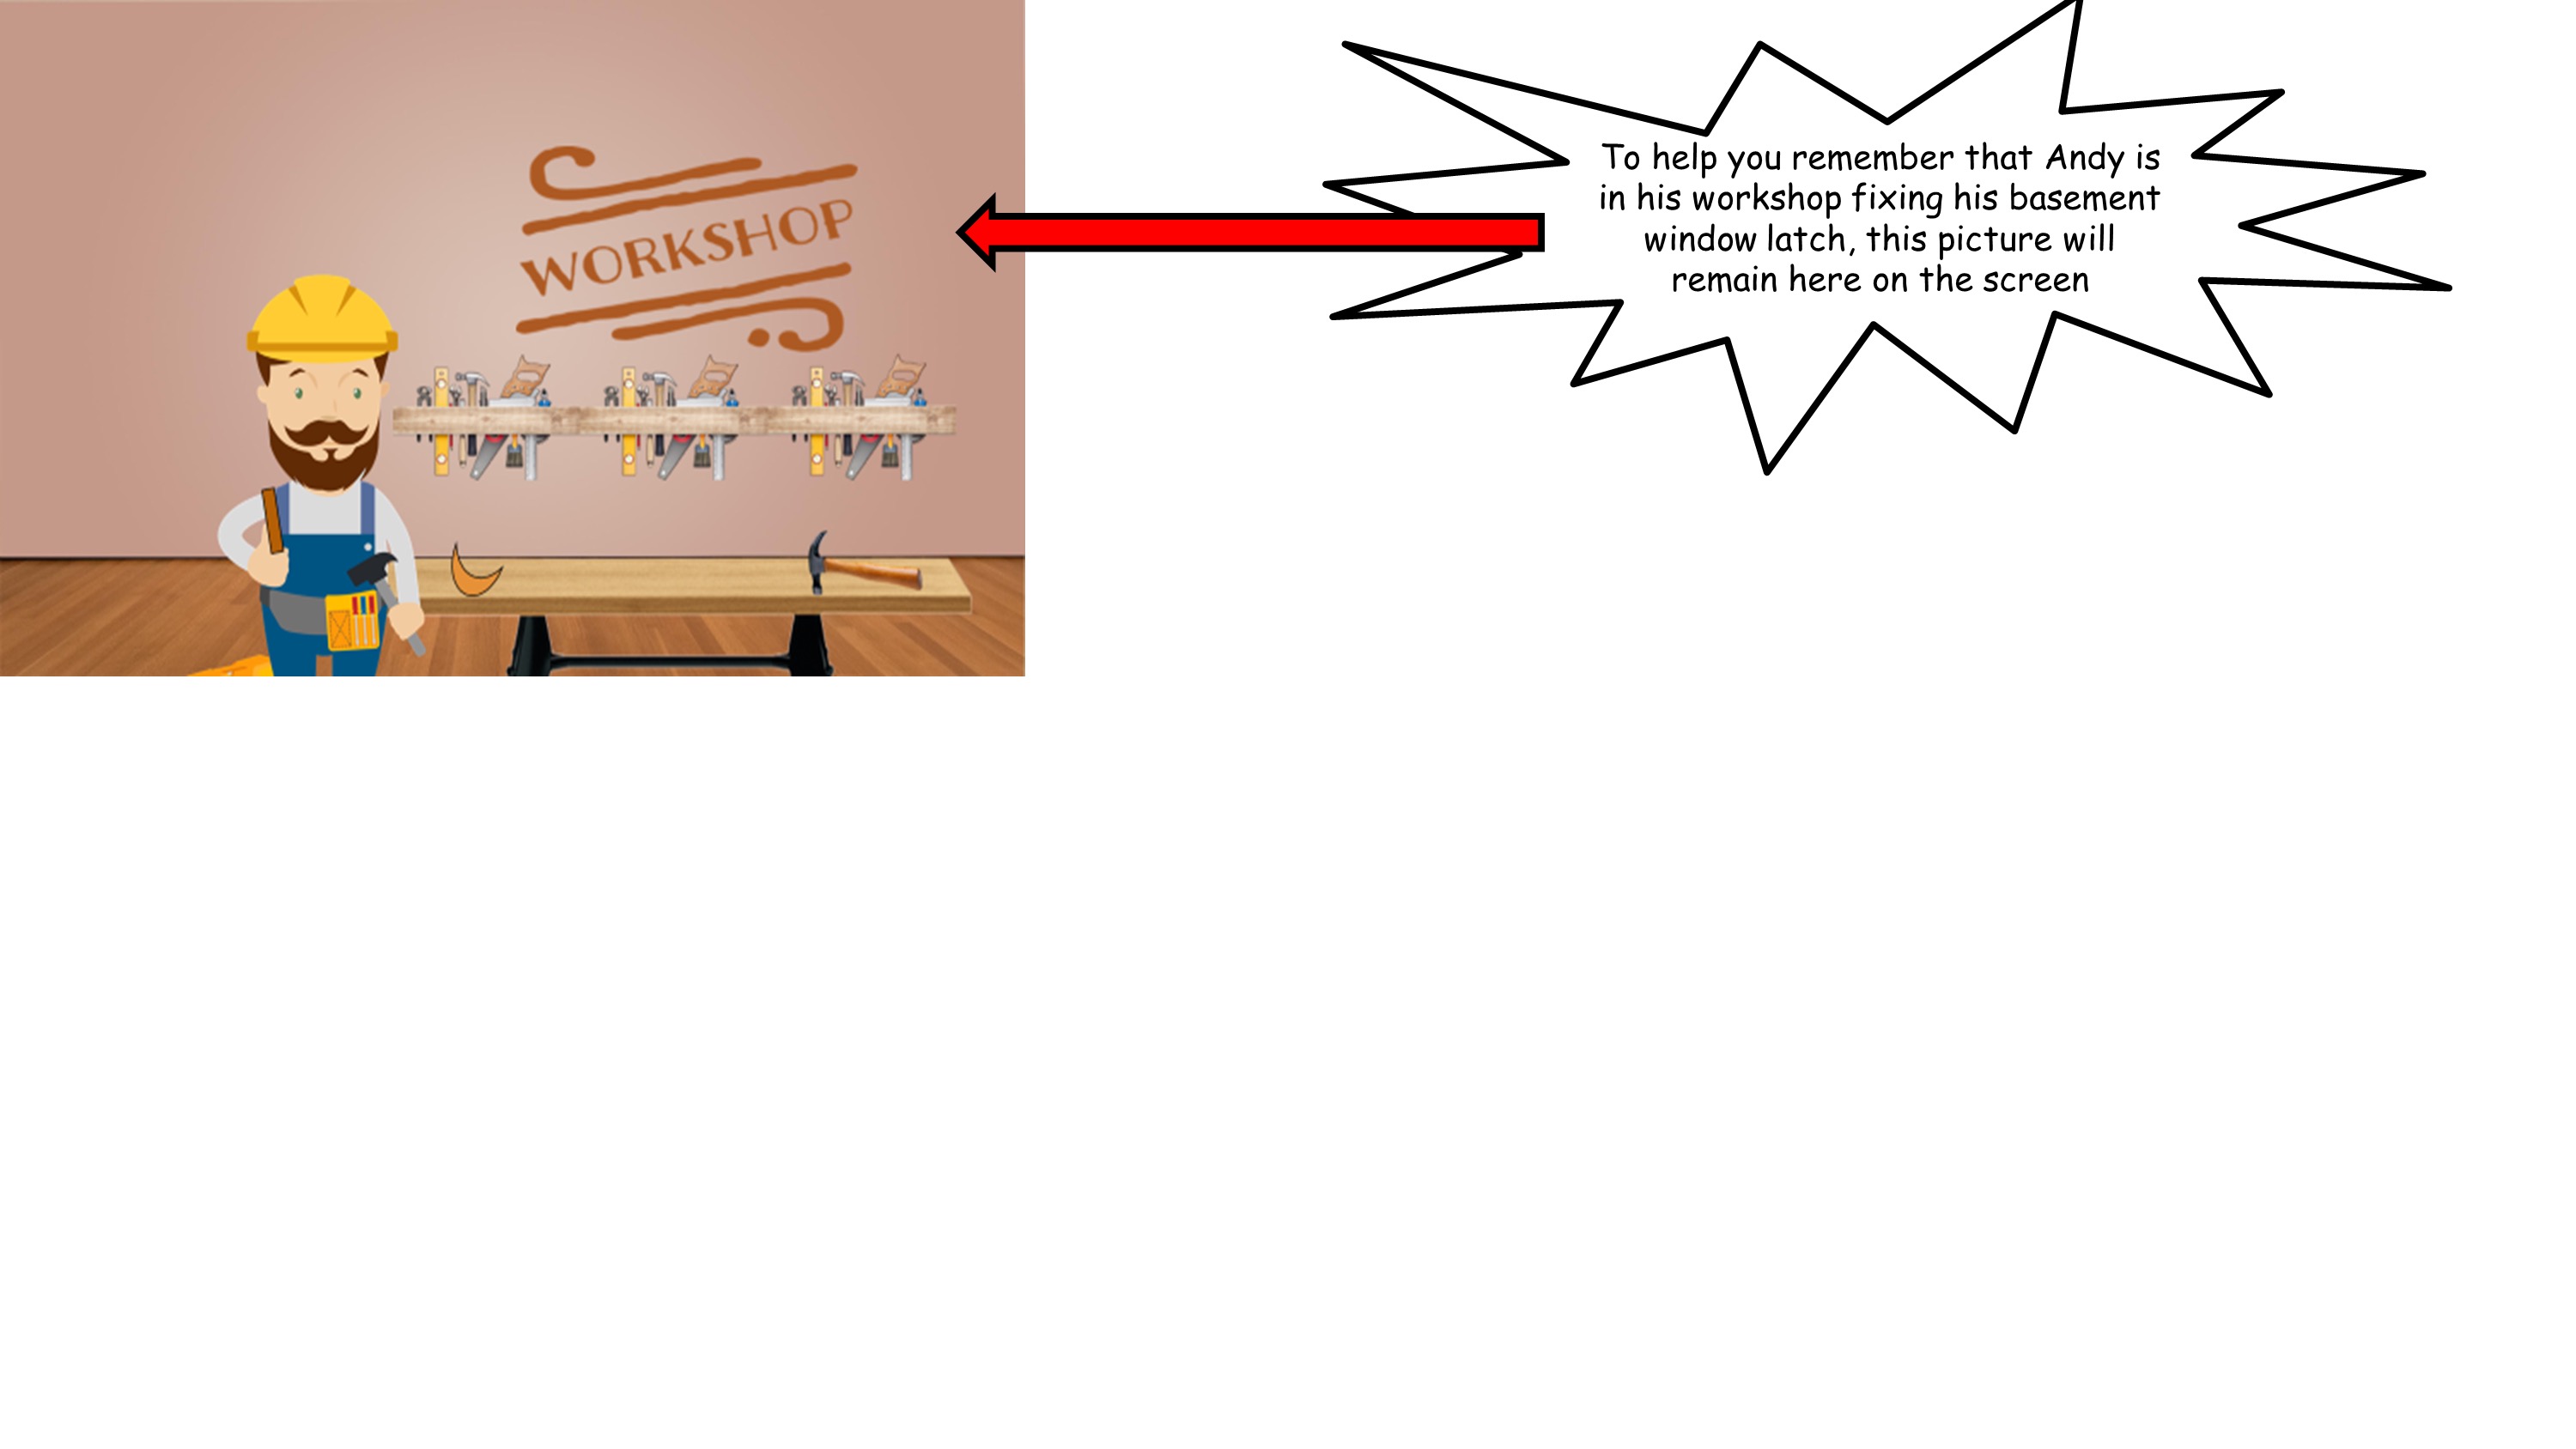 WORKSHOP
To help you remember that Andy is
in his workshop fixing his basement
window latch, this picture will
remain here on the screen